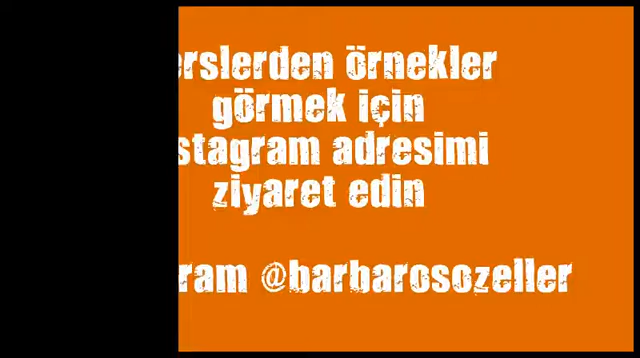 erslerden örnekler
görmek için
stagram adresimi
ziyaret edin
ram @barbarosozeller